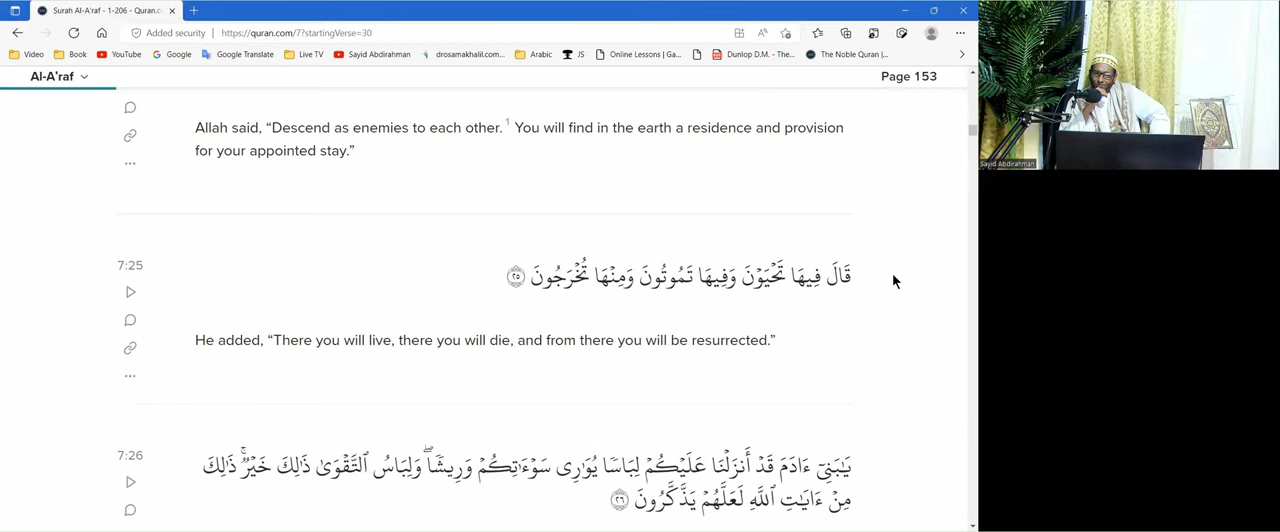 Surah Al-A'raf - 1-206 - Quran.c
Added security
https://quran.com/7?startingVerse=30
Video
Book
YouTube
Google
Google Translate
Live TV
Sayid Abdirahman
drosamakhalil.com...
Arabic
JS
Online Lessons | Ga...
Dunlop D.M. - The...
The Noble Quran |...
Al-A'raf
Page 153
Allah said, “Descend as enemies to each other. 1 You will find in the earth a residence and provision
for your appointed stay.”
7:25
قَالَ فِيهَا تَحْيَوْنَ وَفِيهَا تَمُوتُونَ وَمِنْهَا تُخْرَجُونَ ٢٥
He added, “There you will live, there you will die, and from there you will be resurrected.”
7:26
يَـٰبَنِىٓ ءَادَمَ قَدْ أَنزَلْنَا عَلَيْكُمْ لِبَاسًا يُوَٰرِى سَوْءَٰتِكُمْ وَرِيشًا ۖ وَلِبَاسُ ٱلتَّقْوَىٰ ذَٰلِكَ خَيْرٌ ۚ ذَٰلِكَ
مِنْ ءَايَـٰتِ ٱللَّهِ لَعَلَّهُمْ يَذَّكَّرُونَ ٢٦
Sayid Abdirahman